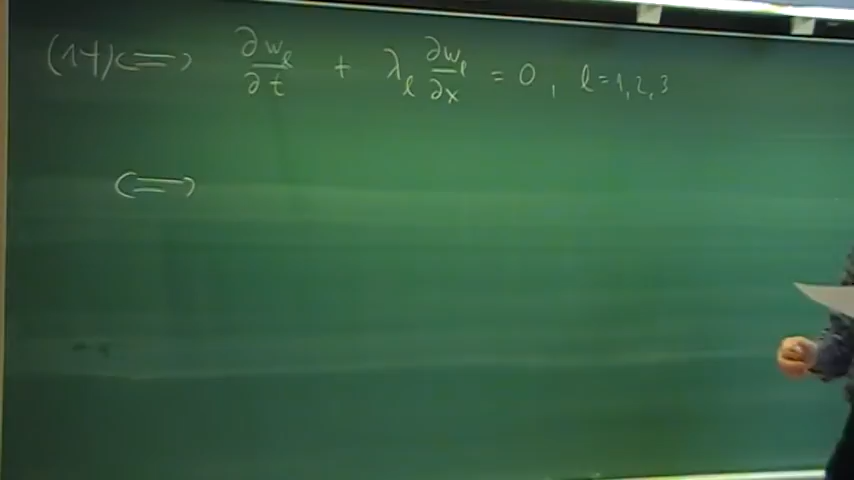 (14) ⟺ ∂w_ℓ/∂t + λ_ℓ ∂w_ℓ/∂x = 0, ℓ=1,2,3
⟺